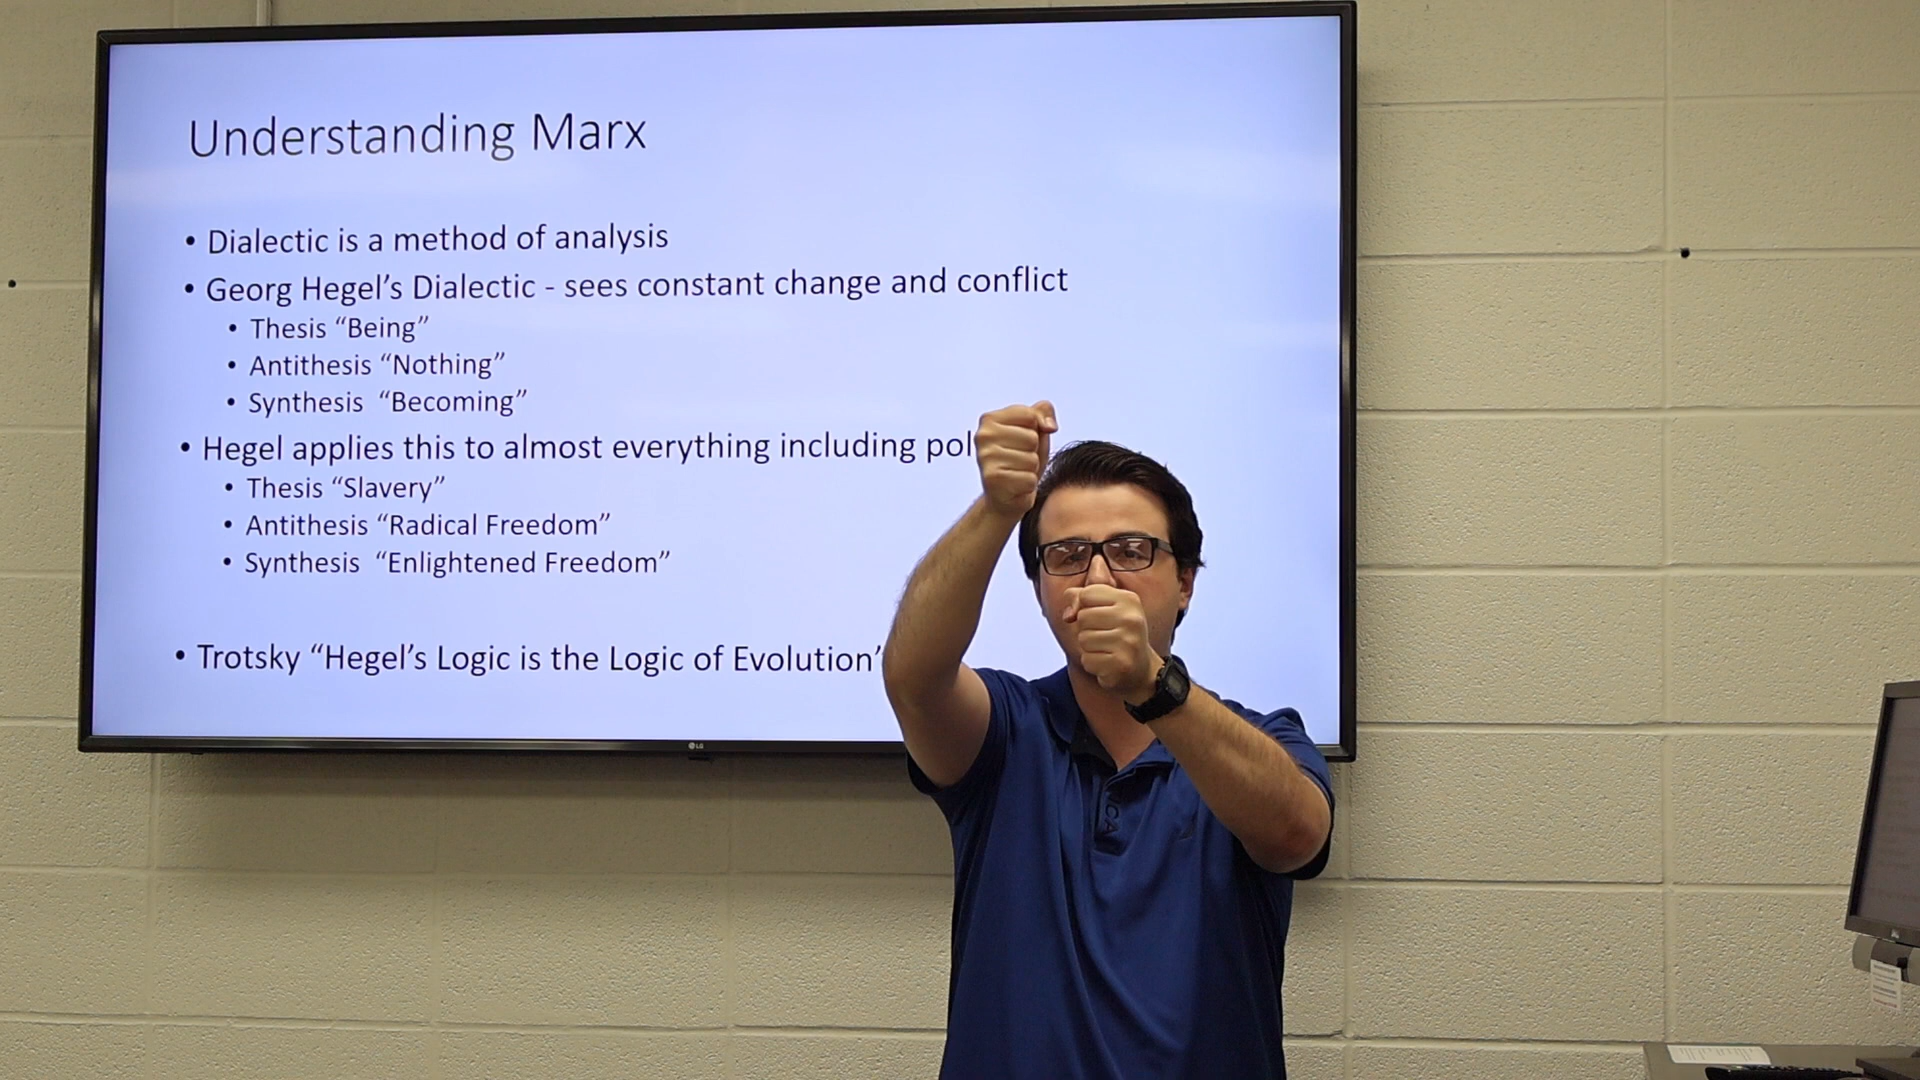 Understanding Marx
• Dialectic is a method of analysis
• Georg Hegel’s Dialectic - sees constant change and conflict
• Thesis “Being”
• Antithesis “Nothing”
• Synthesis “Becoming”
• Hegel applies this to almost everything including
• Thesis “Slavery”
• Antithesis “Radical Freedom”
• Synthesis “Enlightened Freedom”
• Trotsky “Hegel’s Logic is the Logic of Evolution”
LG